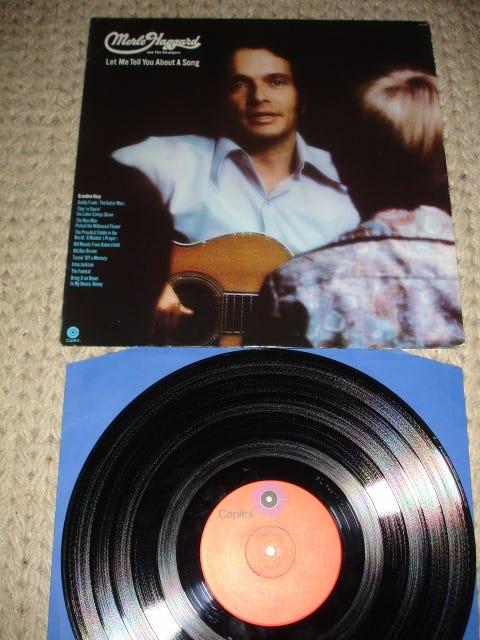 Merle Haggard
and The Strangers
Let Me Tell You About A Song
Grandma Harp
Daddy Frank (The Guitar Man)
They're Tearin'
the Labor Camps Down
The Man Who
Picked the Wildwood Flower
The Proudest Fiddle in the
World (A Maiden's Prayer)
Bill Woods From Bakersfield
Old Doc Brown
Turnin' Off a Memory
Irma Jackson
The Funeral
Bring It on Down
to My House, Honey
Capitol
Capitol